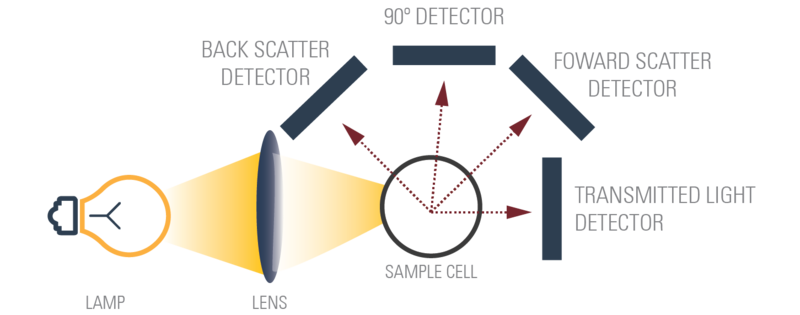 90° DETECTOR
BACK SCATTER
DETECTOR
FOWARD SCATTER
DETECTOR
TRANSMITTED LIGHT
DETECTOR
SAMPLE CELL
LAMP
LENS